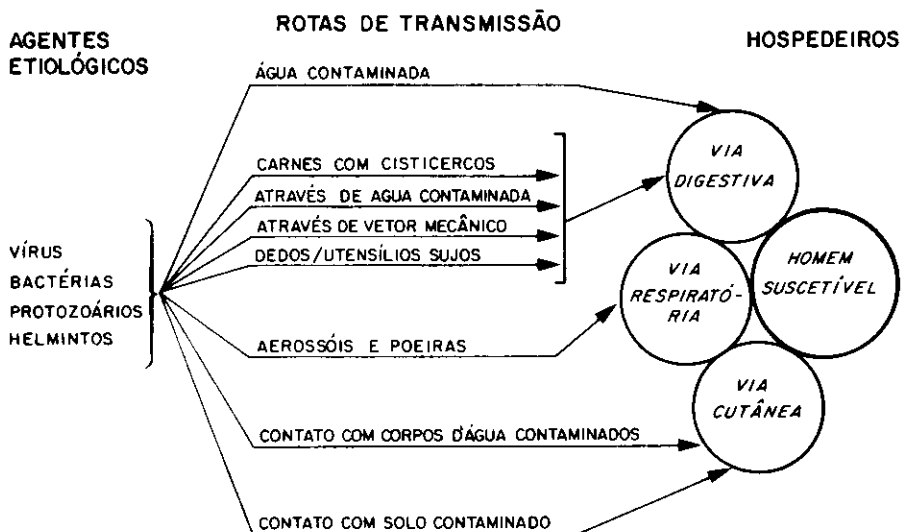 ROTAS DE TRANSMISSÃO
AGENTES
ETIOLÓGICOS
HOSPEDEIROS
ÁGUA CONTAMINADA
CARNES COM CISTICERCOS
ATRAVÉS DE AGUA CONTAMINADA
ATRAVÉS DE VETOR MECÂNICO
DEDOS/UTENSÍLIOS SUJOS
AEROSSÓIS E POEIRAS
CONTATO COM CORPOS D'ÁGUA CONTAMINADOS
CONTATO COM SOLO CONTAMINADO
VÍRUS
BACTÉRIAS
PROTOZOÁRIOS
HELMINTOS
VIA
DIGESTIVA
VIA
RESPIRATÓ-
RIA
HOMEM
SUSCETÍVEL
VIA
CUTÂNEA